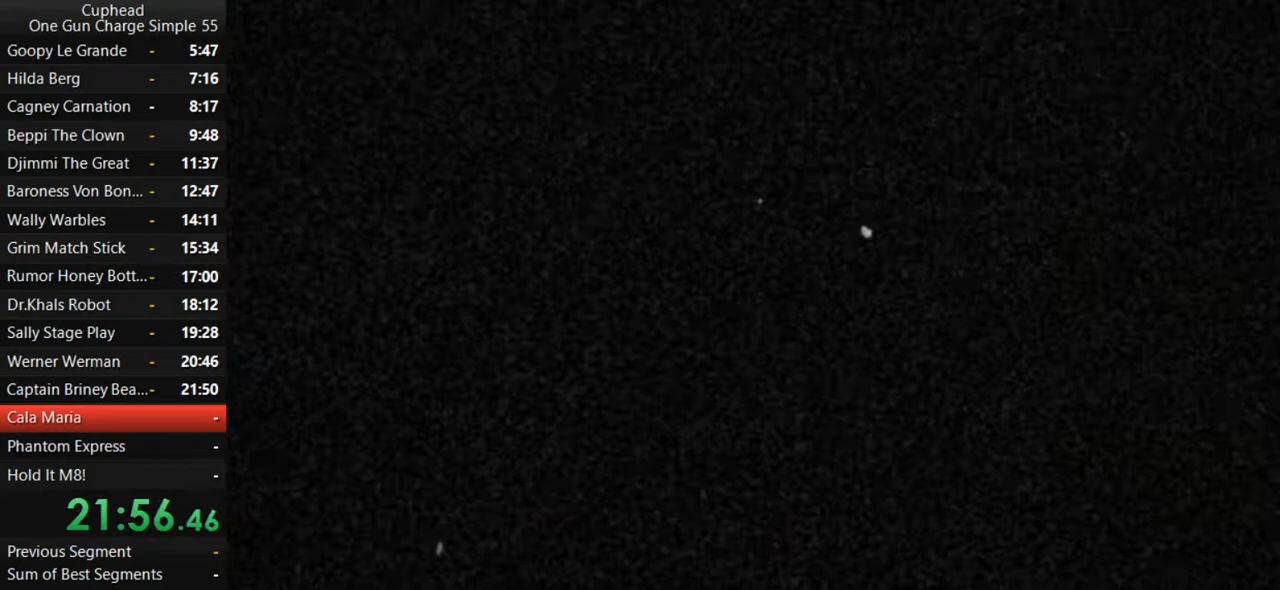 Cuphead
One Gun Charge Simple 55
Goopy Le Grande - 5:47
Hilda Berg - 7:16
Cagney Carnation - 8:17
Beppi The Clown - 9:48
Djimmi The Great - 11:37
Baroness Von Bon... - 12:47
Wally Warbles - 14:11
Grim Match Stick - 15:34
Rumor Honey Bott... - 17:00
Dr.Khals Robot - 18:12
Sally Stage Play - 19:28
Werner Werman - 20:46
Captain Briney Bea... - 21:50
Cala Maria -
Phantom Express -
Hold It M8! -
21:56.46
Previous Segment -
Sum of Best Segments -